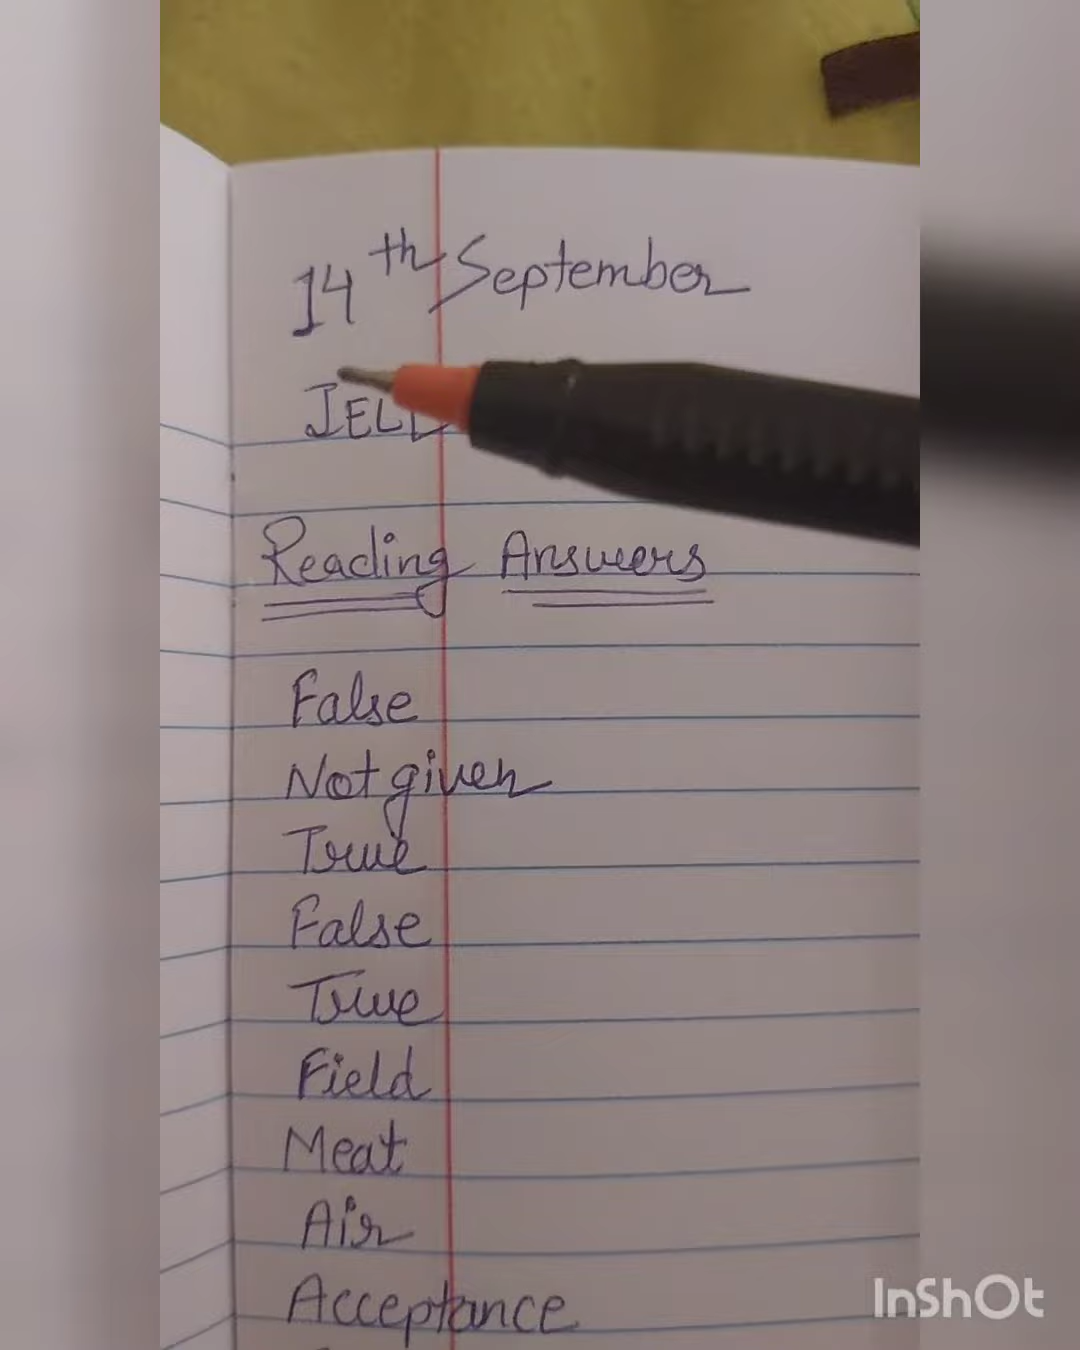 14th September
Reading Answers
False
Not given
True
False
True
Field
Meat
Air
Acceptance
InShOt